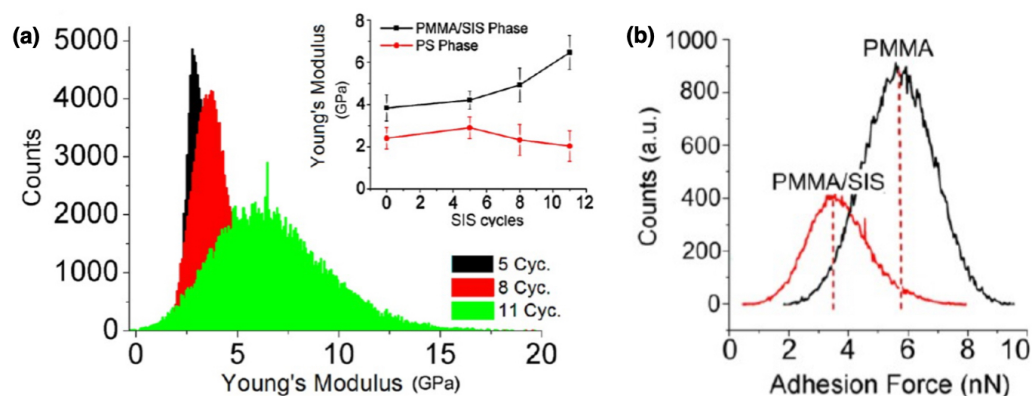 (a)
5000
4000
3000
2000
1000
0
Counts
0 5 10 15 20
Young's Modulus (GPa)
8
6
4
2
0
Young's Modulus
(GPa)
PMMA/SIS Phase
PS Phase
0 2 4 6 8 10 12
SIS cycles
5 Cyc.
8 Cyc.
11 Cyc.
(b)
1000
800
600
400
200
0
Counts (a.u.)
PMMA
PMMA/SIS
0 2 4 6 8 10
Adhesion Force (nN)